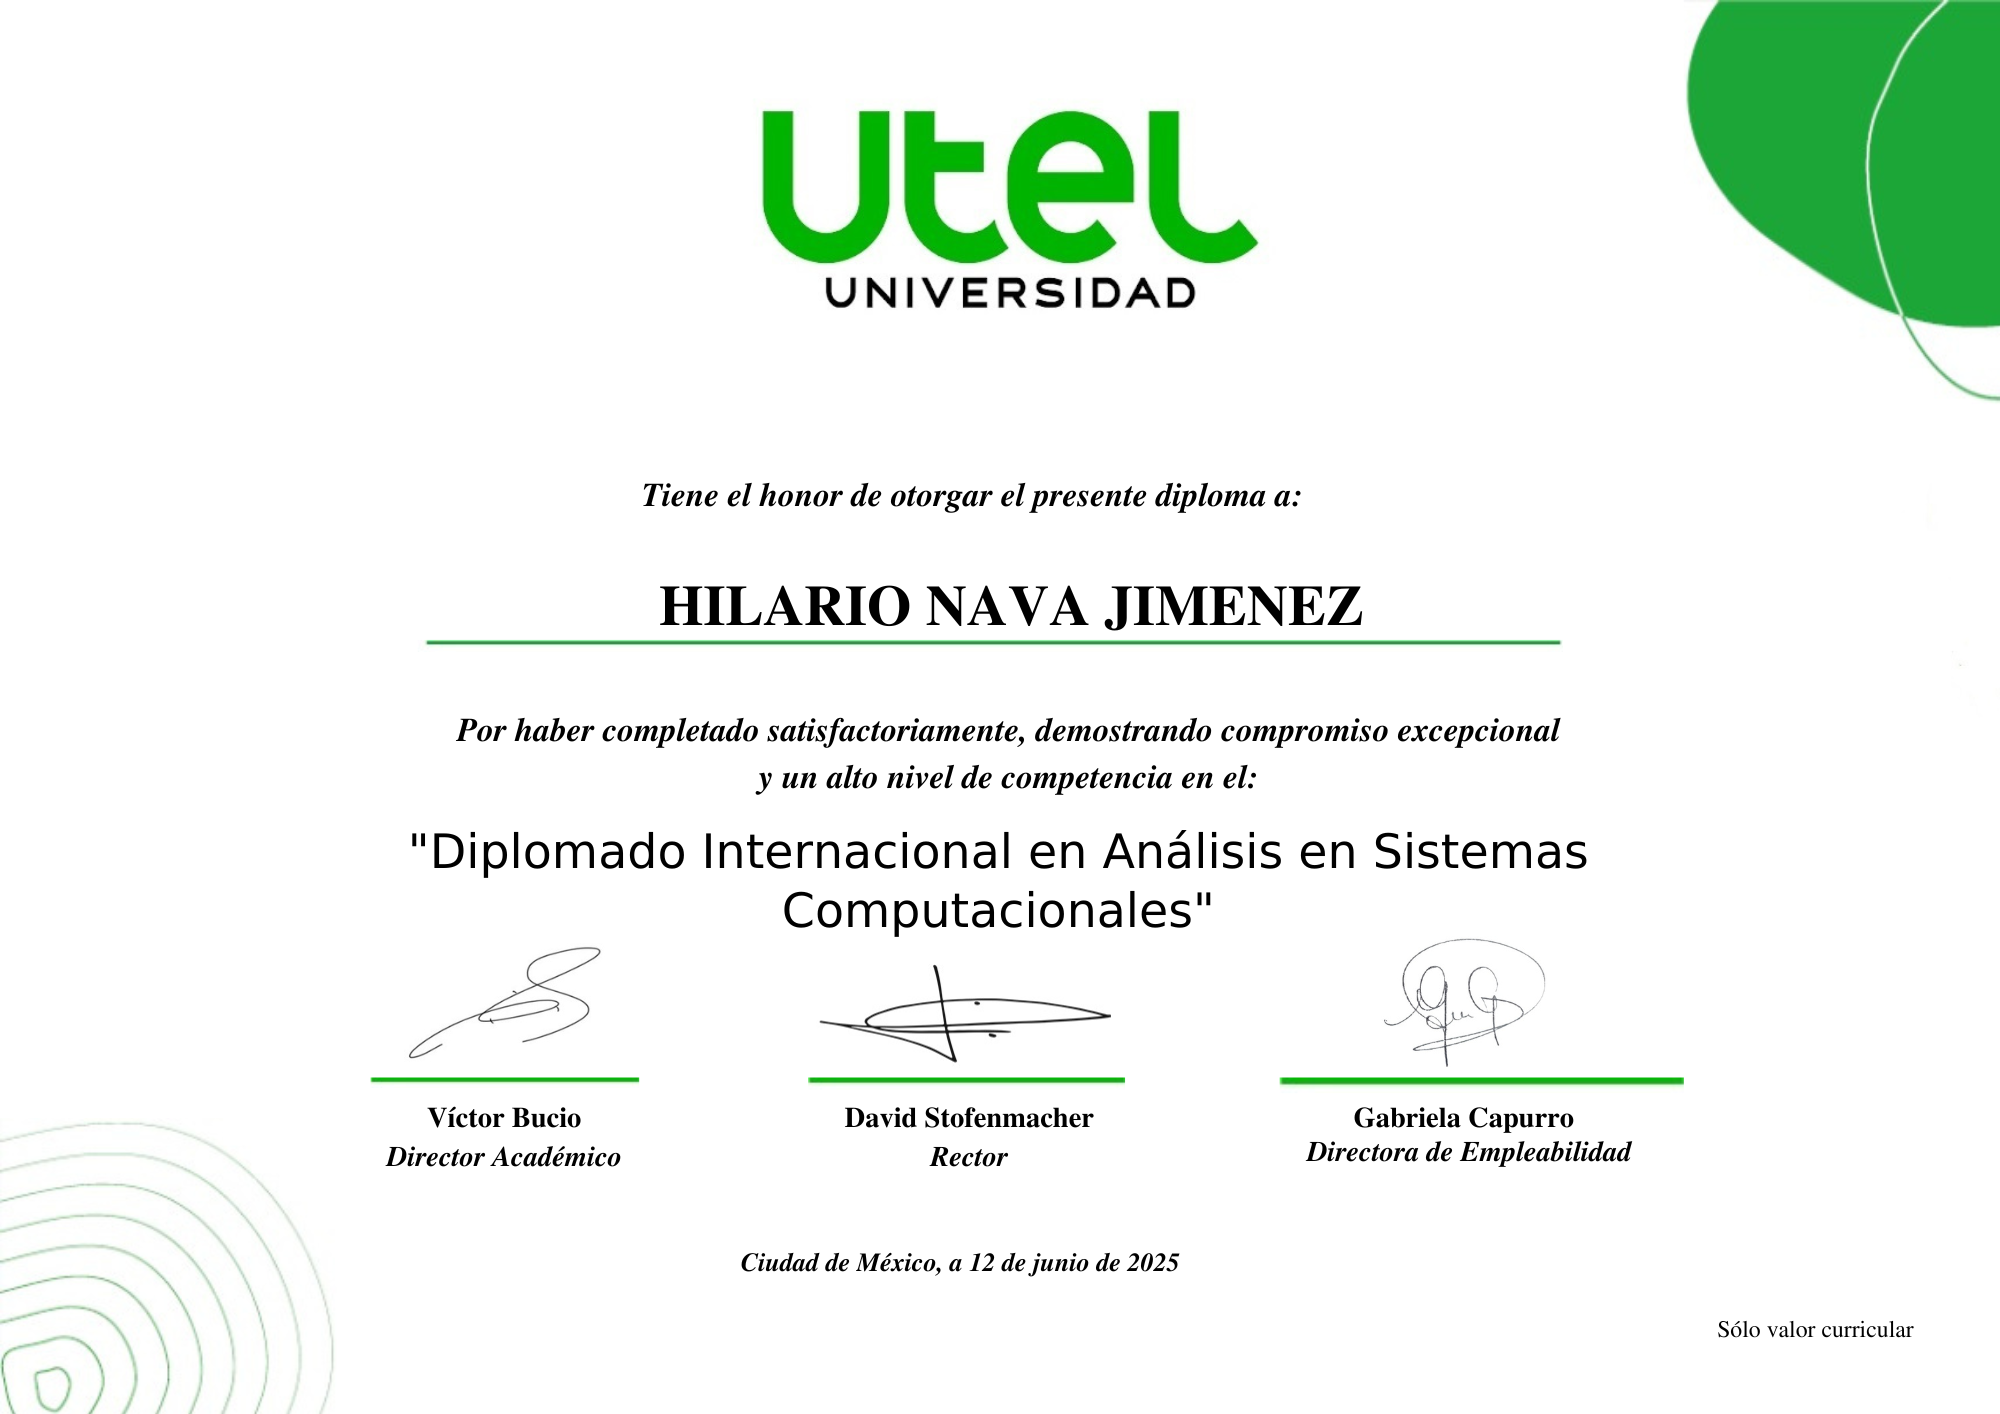 utel
UNIVERSIDAD
Tiene el honor de otorgar el presente diploma a:
HILARIO NAVA JIMENEZ
Por haber completado satisfactoriamente, demostrando compromiso excepcional
y un alto nivel de competencia en el:
"Diplomado Internacional en Análisis en Sistemas
Computacionales"
Víctor Bucio
Director Académico
David Stofenmacher
Rector
Gabriela Capurro
Directora de Empleabilidad
Ciudad de México, a 12 de junio de 2025
Sólo valor curricular